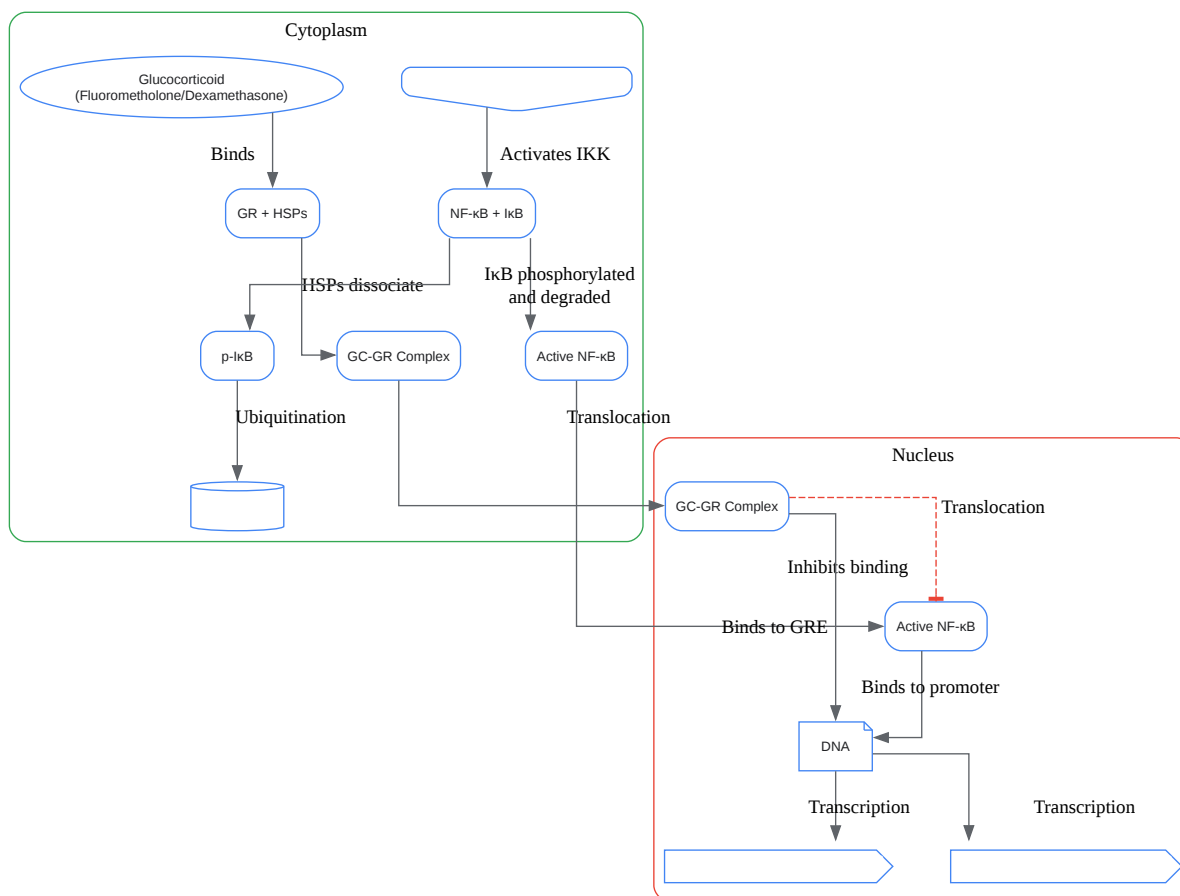 Cytoplasm
Glucocorticoid
(Fluorometholone/Dexamethasone)
Binds
Activates IKK
GR + HSPs
NF-κB + IκB
HSPs dissociate
IκB phosphorylated
and degraded
p-IκB
GC-GR Complex
Active NF-κB
Ubiquitination
Translocation
Nucleus
GC-GR Complex
Translocation
Inhibits binding
Binds to GRE
Active NF-κB
Binds to promoter
DNA
Transcription
Transcription